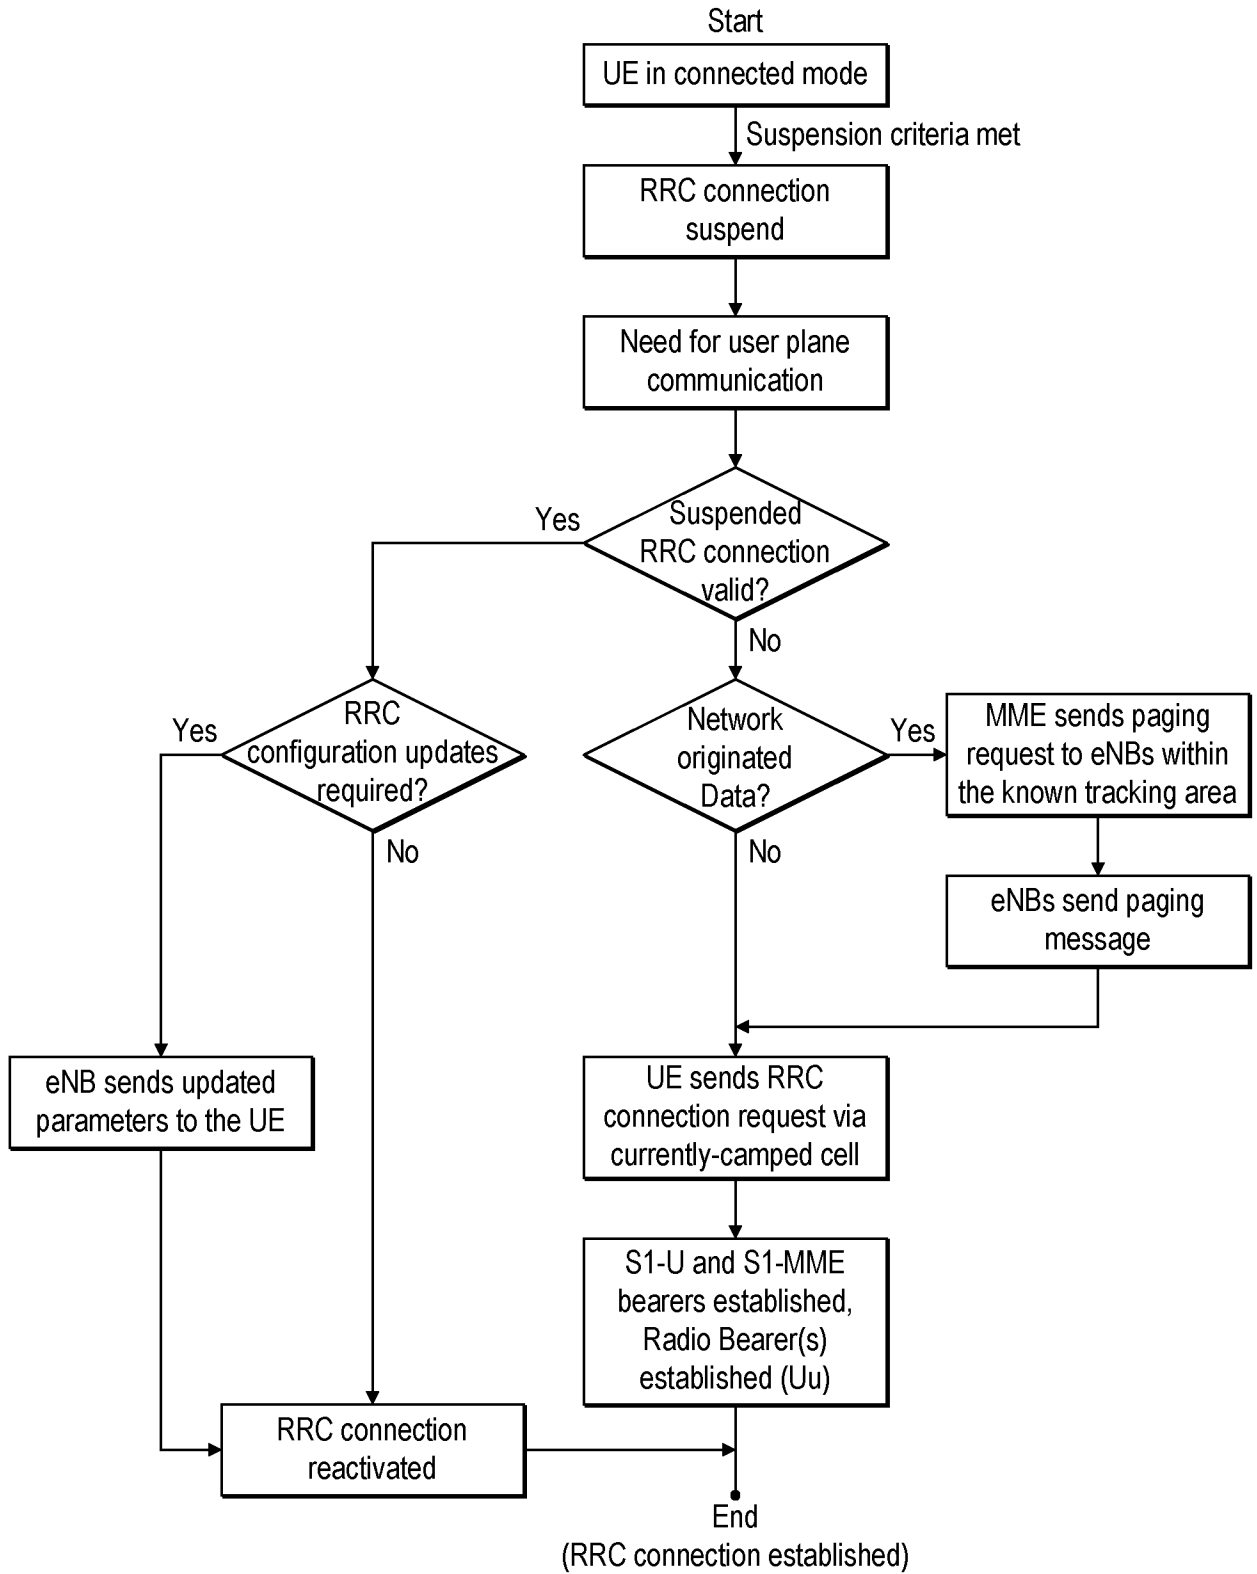 Start
UE in connected mode
Suspension criteria met
RRC connection
suspend
Need for user plane
communication
Suspended
RRC connection
valid?
Yes
No
RRC
configuration updates
required?
Yes
No
Network
originated
Data?
Yes
No
MME sends paging
request to eNBs within
the known tracking area
eNBs send paging
message
eNB sends updated
parameters to the UE
UE sends RRC
connection request via
currently-camped cell
S1-U and S1-MME
bearers established,
Radio Bearer(s)
established (Uu)
RRC connection
reactivated
End
(RRC connection established)